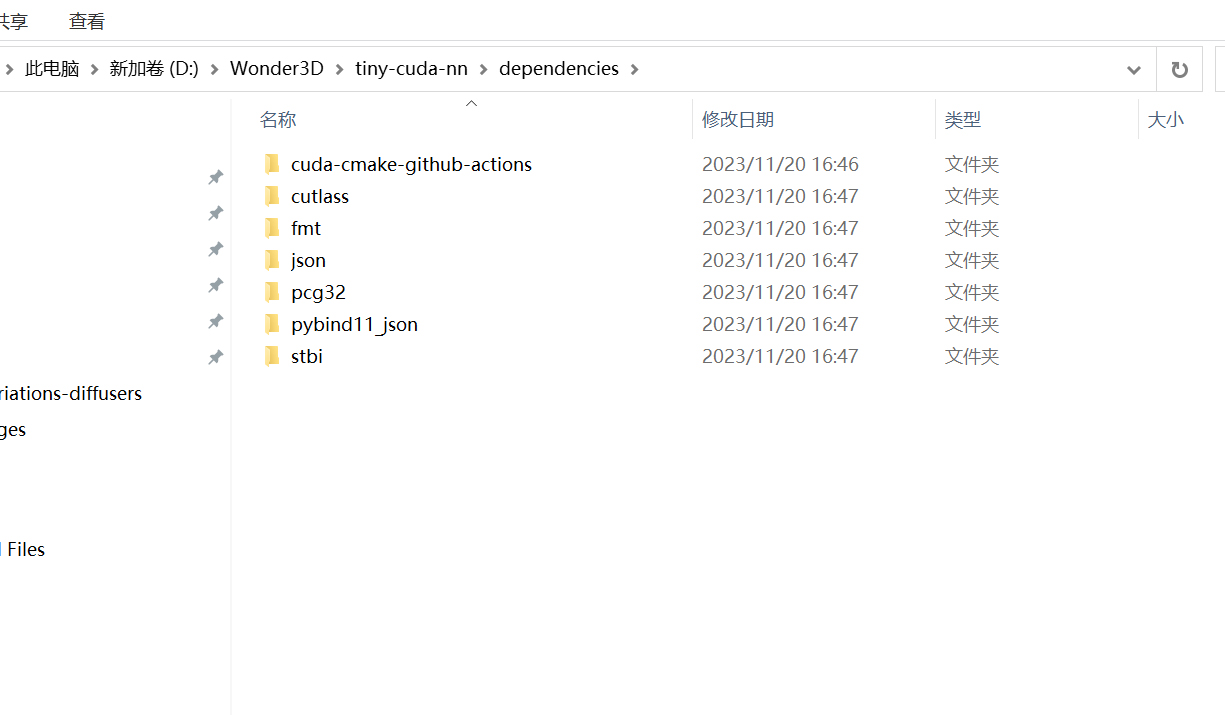 共享 查看
此电脑 新加卷 (D:) Wonder3D tiny-cuda-nn dependencies
名称 修改日期 类型 大小
cuda-cmake-github-actions 2023/11/20 16:46 文件夹
cutlass 2023/11/20 16:47 文件夹
fmt 2023/11/20 16:47 文件夹
json 2023/11/20 16:47 文件夹
pcg32 2023/11/20 16:47 文件夹
pybind11_json 2023/11/20 16:47 文件夹
stbi 2023/11/20 16:47 文件夹
riations-diffusers
ges
Files